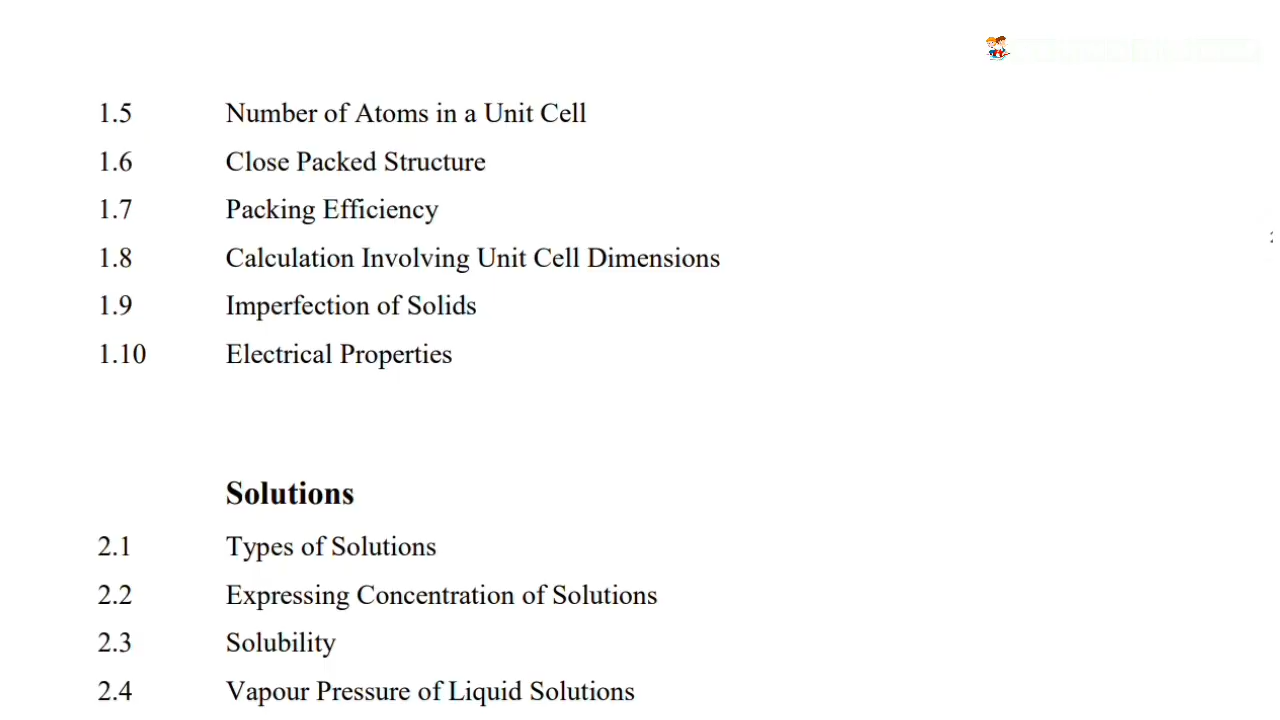 1.5 Number of Atoms in a Unit Cell
1.6 Close Packed Structure
1.7 Packing Efficiency
1.8 Calculation Involving Unit Cell Dimensions
1.9 Imperfection of Solids
1.10 Electrical Properties
Solutions
2.1 Types of Solutions
2.2 Expressing Concentration of Solutions
2.3 Solubility
2.4 Vapour Pressure of Liquid Solutions